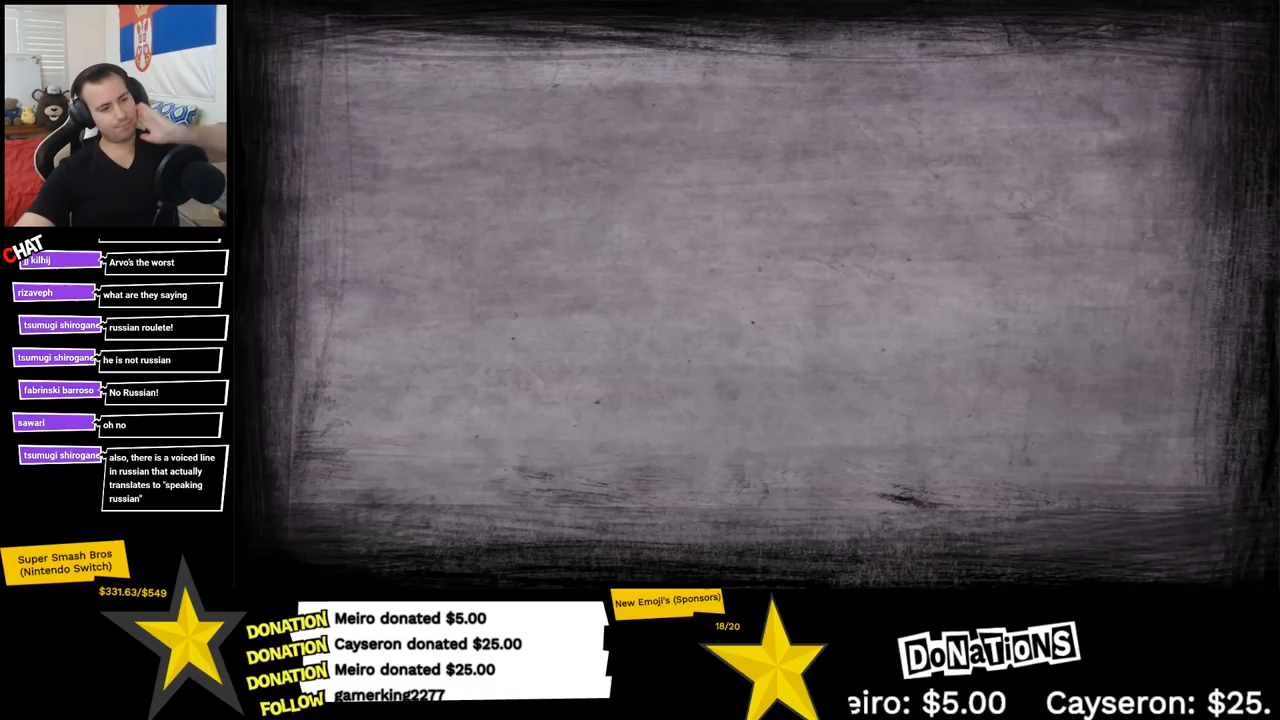 CHAT
jj kilhij
Arvo's the worst
rizaveph
what are they saying
tsumugi shirogane
russian roulete!
tsumugi shirogane
he is not russian
fabrinski barroso
No Russian!
sawari
oh no
tsumugi shirogane
also, there is a voiced line
in russian that actually
translates to "speaking
russian"
Super Smash Bros
(Nintendo Switch)
$331.63/$549
DONATION Meiro donated $5.00
DONATION Cayseron donated $25.00
DONATION Meiro donated $25.00
FOLLOW gamerking2277
New Emoji's (Sponsors)
18/20
DONATIONS
eiro: $5.00 Cayseron: $25.